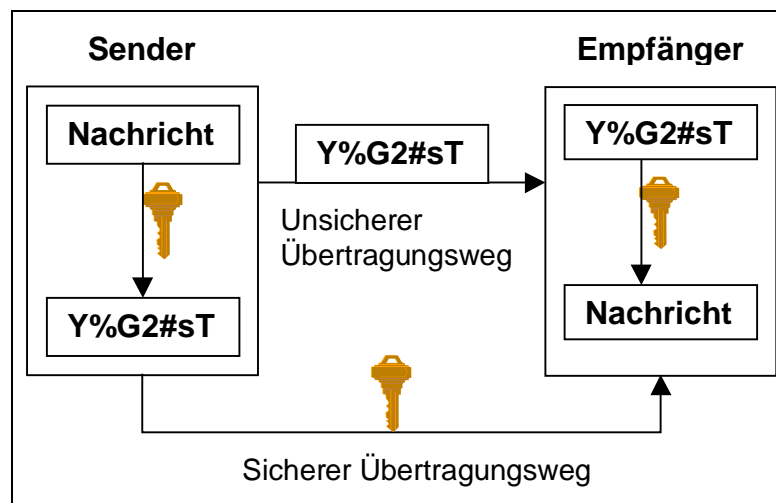 Sender
Empfänger
Nachricht
Y%G2#sT
Y%G2#sT
Unsicherer
Übertragungsweg
Y%G2#sT
Nachricht
Sicherer Übertragungsweg